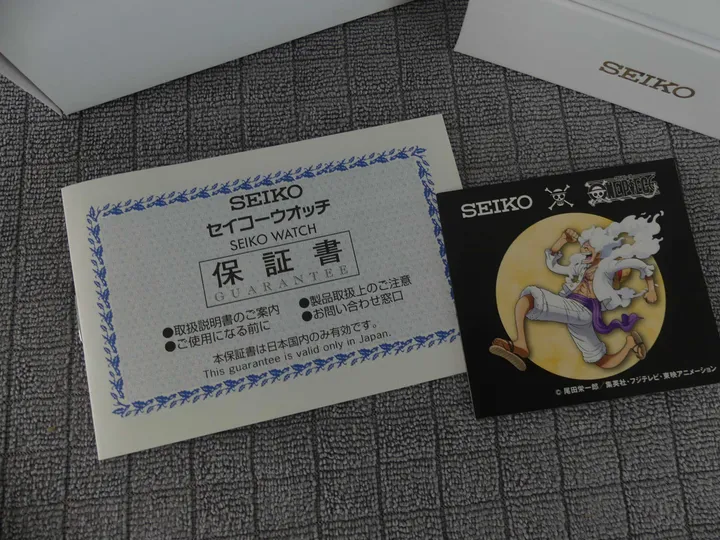 SEIKO
SEIKO
セイコーウオッチ
SEIKO WATCH
保証書
GUARANTEE
●取扱説明書のご案内
●ご使用になる前に
●製品取扱上のご注意
●お問い合わせ窓口
本保証書は日本国内のみ有効です。
This guarantee is valid only in Japan.
SEIKO
ONE PIECE
© 尾田栄一郎／集英社・フジテレビ・東映アニメーション